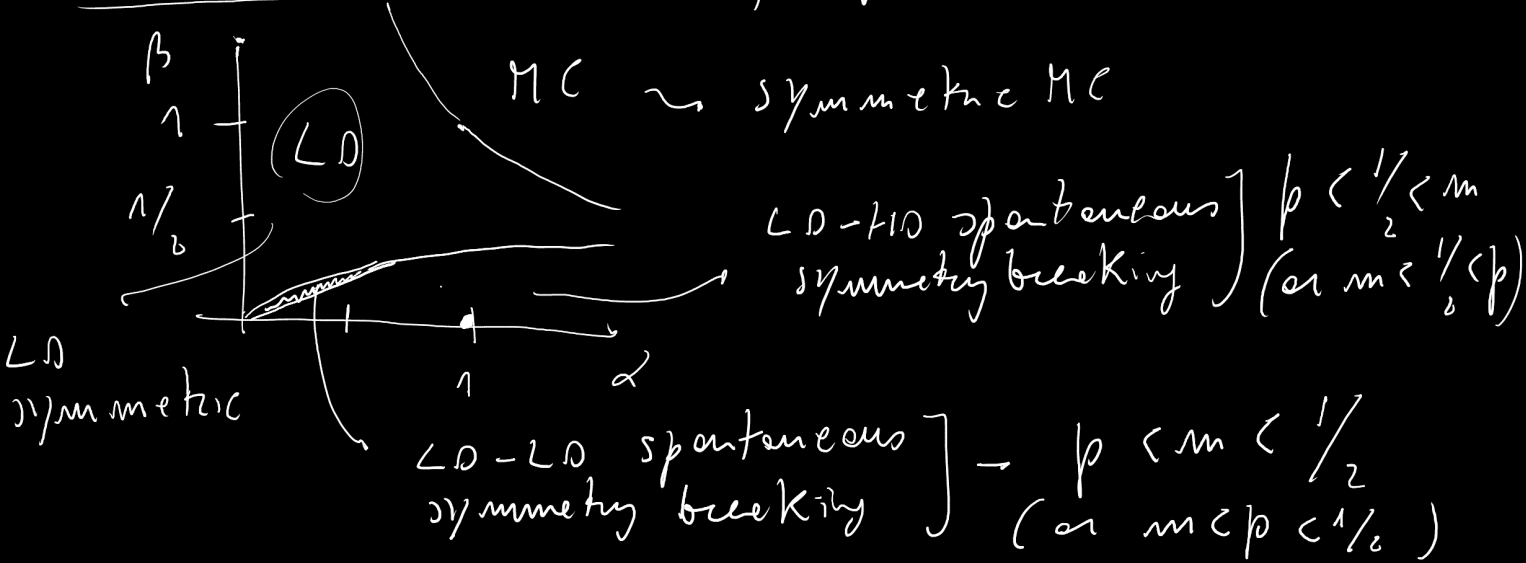 β
MC ⤳ symmetric MC
1
LD
1/2
LD-HD spontaneous ] p < 1/2 < m
symmetry breaking ] (or m < 1/2 < p)
LD
symmetric
1
α
LD-LD spontaneous ] - p < m < 1/2
symmetry breaking ] (or m < p < 1/2)